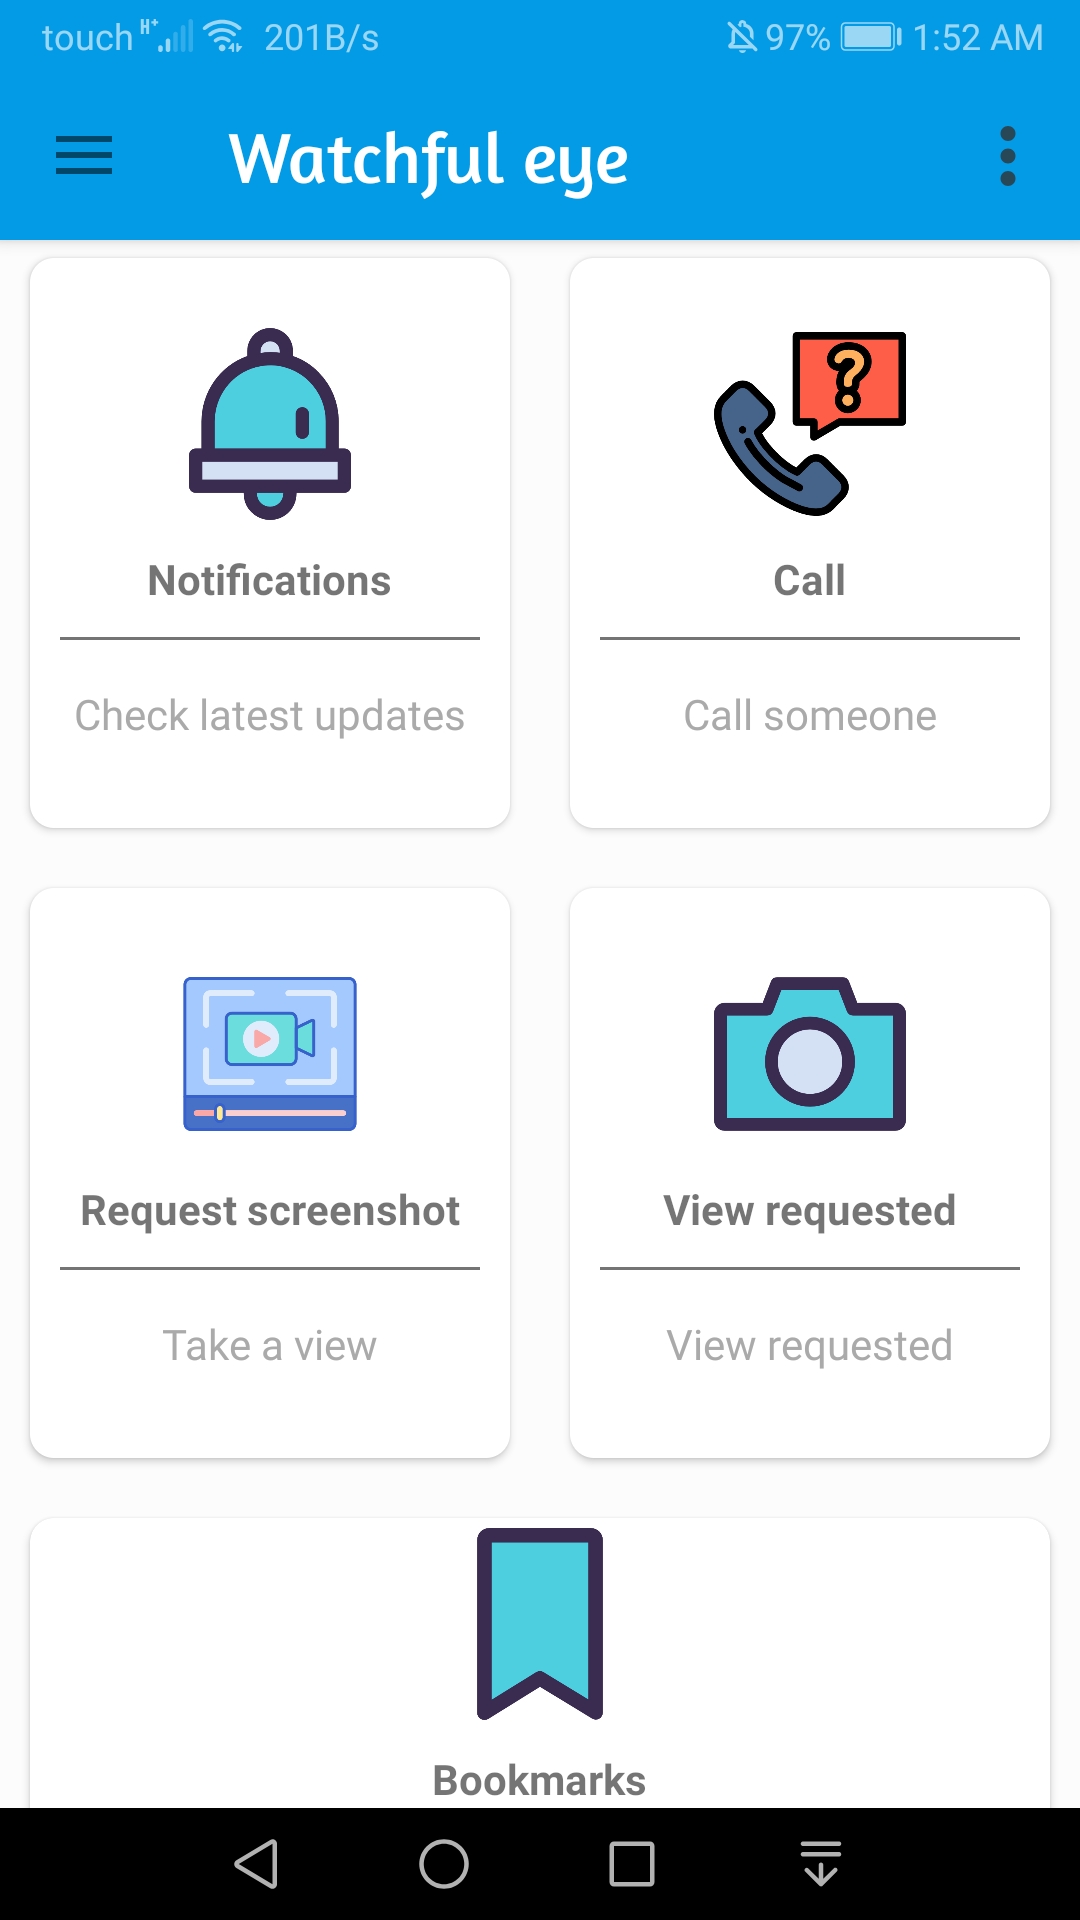 touch H+ 201B/s 97% 1:52 AM
Watchful eye
?
Notifications
Check latest updates
Call
Call someone
Request screenshot
Take a view
View requested
View requested
Bookmarks